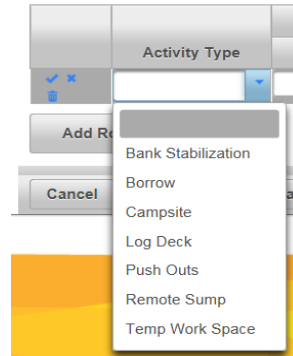 Activity Type
Add Ro
Bank Stabilization
Borrow
Cancel
Campsite
Log Deck
Push Outs
Remote Sump
Temp Work Space